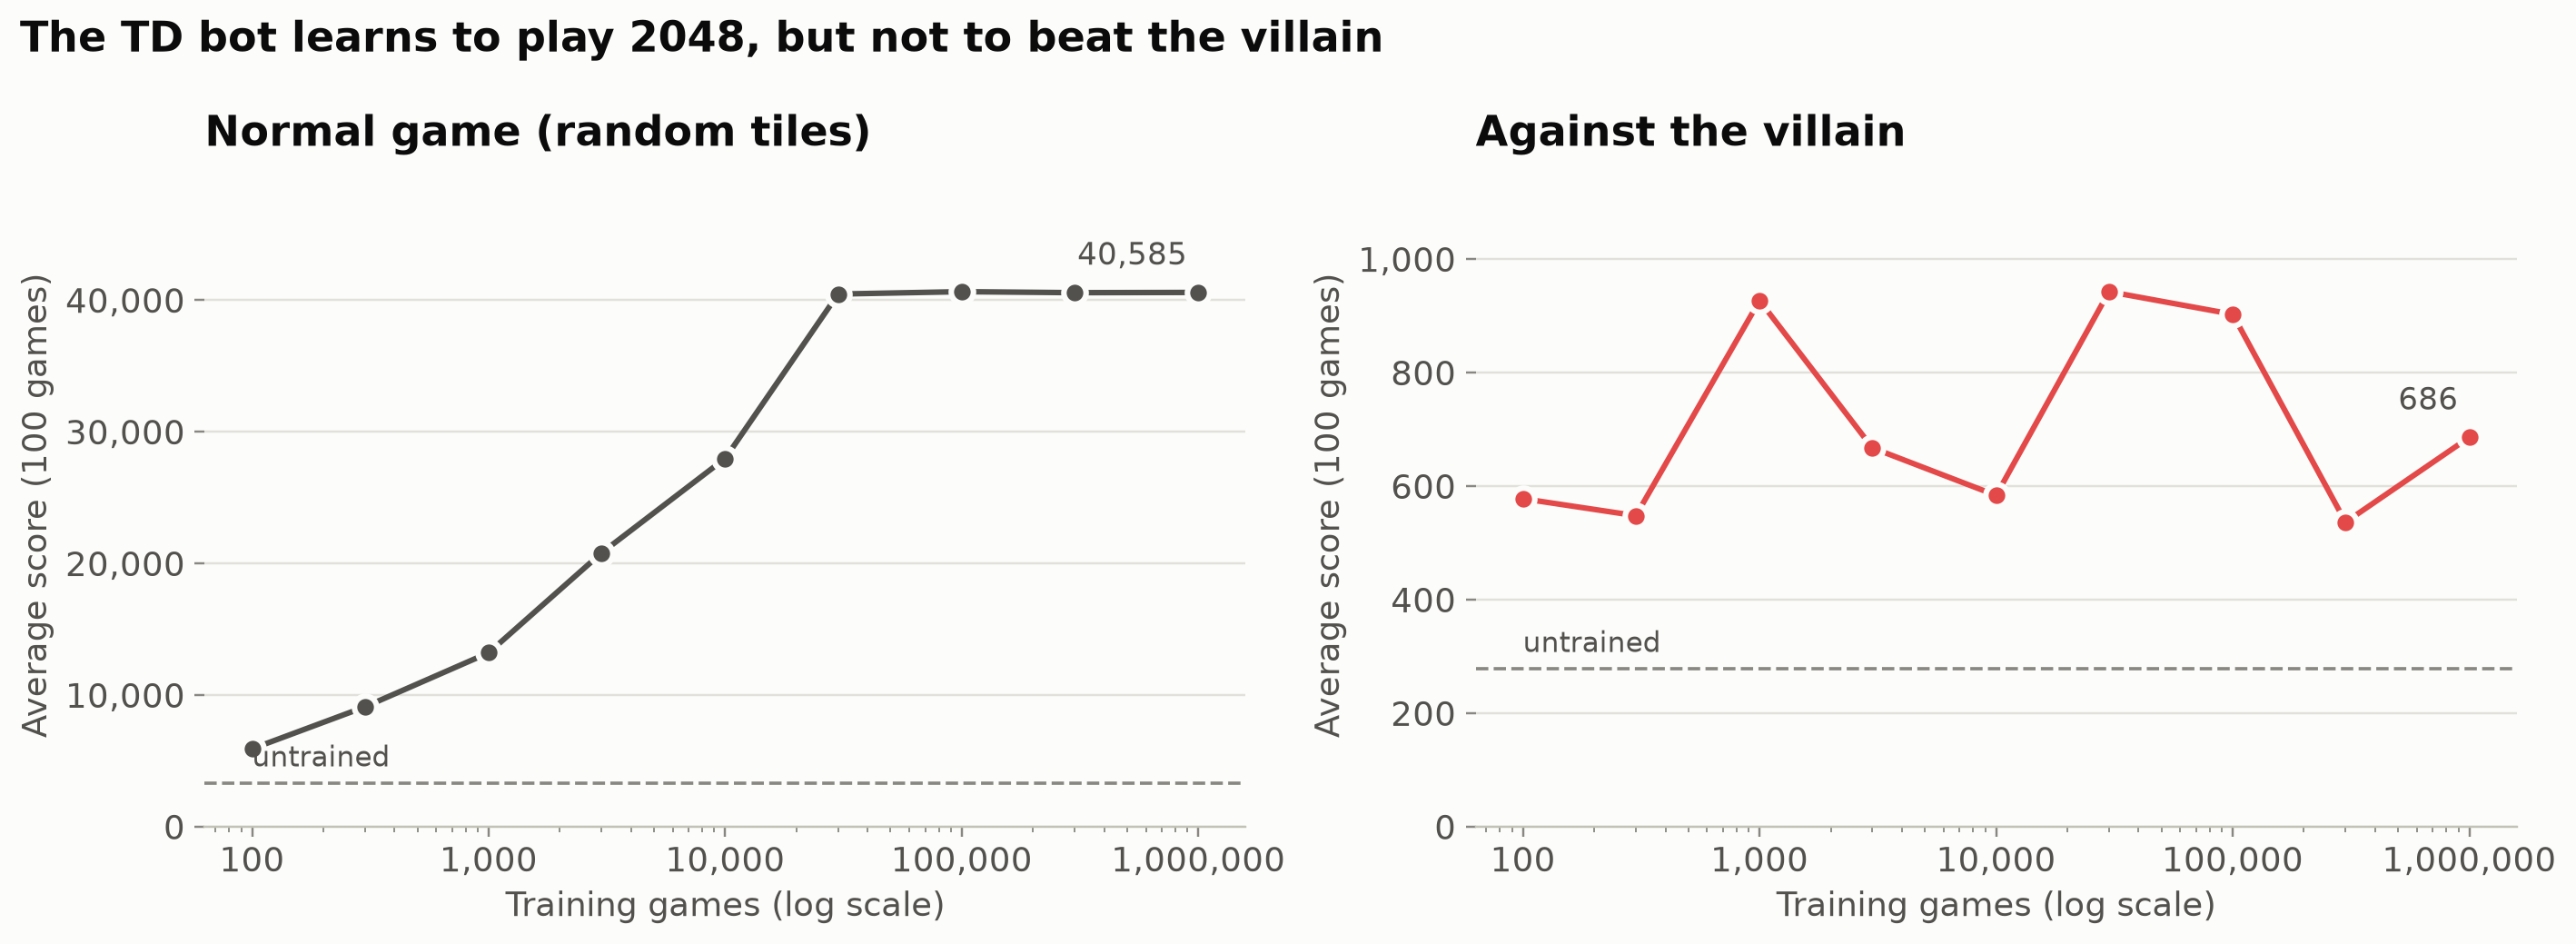 The TD bot learns to play 2048, but not to beat the villain
Normal game (random tiles)
Average score (100 games)
40,000
30,000
20,000
10,000
0
40,585
untrained
100
1,000
10,000
100,000
1,000,000
Training games (log scale)
Against the villain
Average score (100 games)
1,000
800
600
400
200
0
686
untrained
100
1,000
10,000
100,000
1,000,000
Training games (log scale)